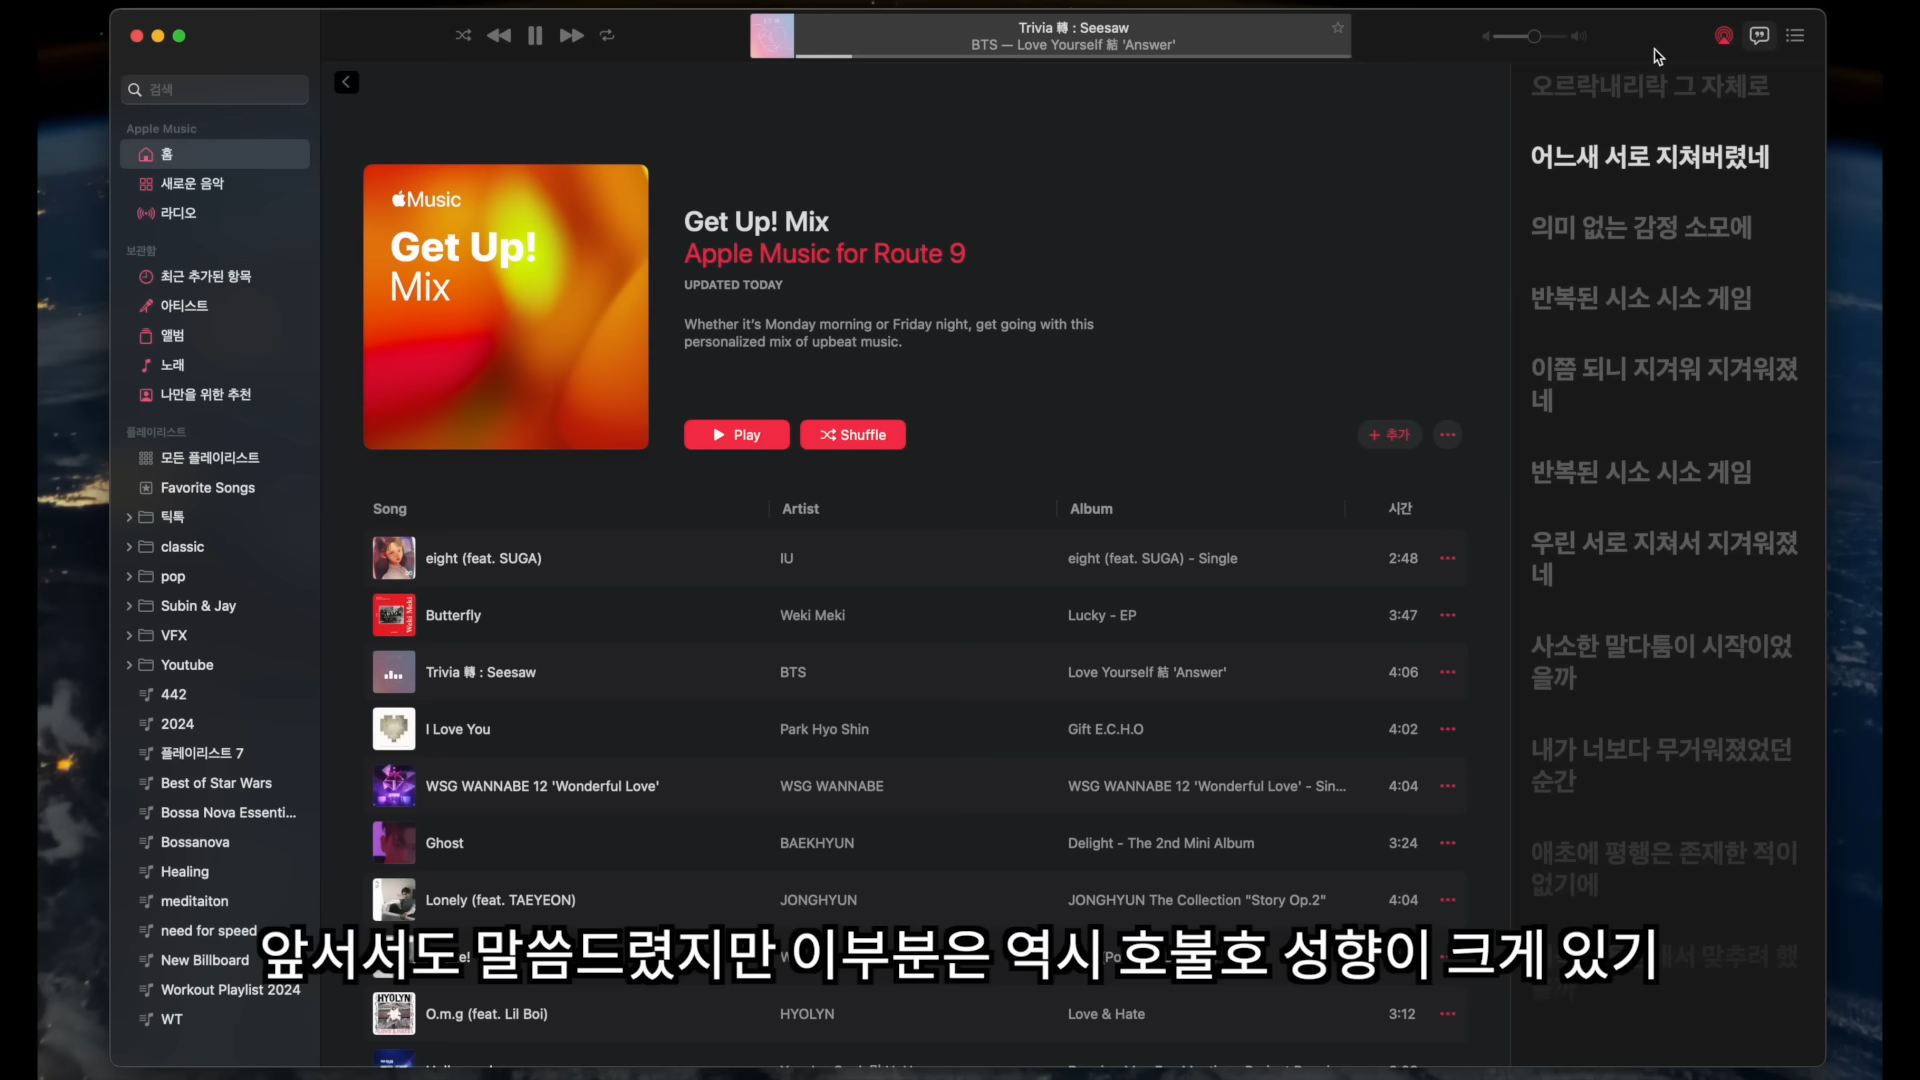 Trivia 轉 : Seesaw
BTS — Love Yourself 結 'Answer'
검색
Apple Music
홈
새로운 음악
라디오
보관함
최근 추가된 항목
아티스트
앨범
노래
나만을 위한 추천
플레이리스트
모든 플레이리스트
Favorite Songs
틱톡
classic
pop
Subin & Jay
VFX
Youtube
442
2024
플레이리스트 7
Best of Star Wars
Bossa Nova Essenti...
Bossanova
Healing
meditaiton
need for speed
New Billboard
Workout Playlist 2024
WT
Music
Get Up!
Mix
Get Up! Mix
Apple Music for Route 9
UPDATED TODAY
Whether it's Monday morning or Friday night, get going with this
personalized mix of upbeat music.
Play
Shuffle
+ 추가
Song Artist Album 시간
eight (feat. SUGA) IU eight (feat. SUGA) - Single 2:48
Butterfly Weki Meki Lucky - EP 3:47
Trivia 轉 : Seesaw BTS Love Yourself 結 'Answer' 4:06
I Love You Park Hyo Shin Gift E.C.H.O 4:02
WSG WANNABE 12 'Wonderful Love' WSG WANNABE WSG WANNABE 12 'Wonderful Love' - Sin... 4:04
Ghost BAEKHYUN Delight - The 2nd Mini Album 3:24
Lonely (feat. TAEYEON) JONGHYUN JONGHYUN The Collection "Story Op.2" 4:04
O.m.g (feat. Lil Boi) HYOLYN Love & Hate 3:12
오르락내리락 그 자체로
어느새 서로 지쳐버렸네
의미 없는 감정 소모에
반복된 시소 시소 게임
이쯤 되니 지겨워 지겨워졌
네
반복된 시소 시소 게임
우린 서로 지쳐서 지겨워졌
네
사소한 말다툼이 시작이었
을까
내가 너보다 무거워졌었던
순간
애초에 평행은 존재한 적이
없기에
맞추려 했
앞서서도 말씀드렸지만 이부분은 역시 호불호 성향이 크게 있기